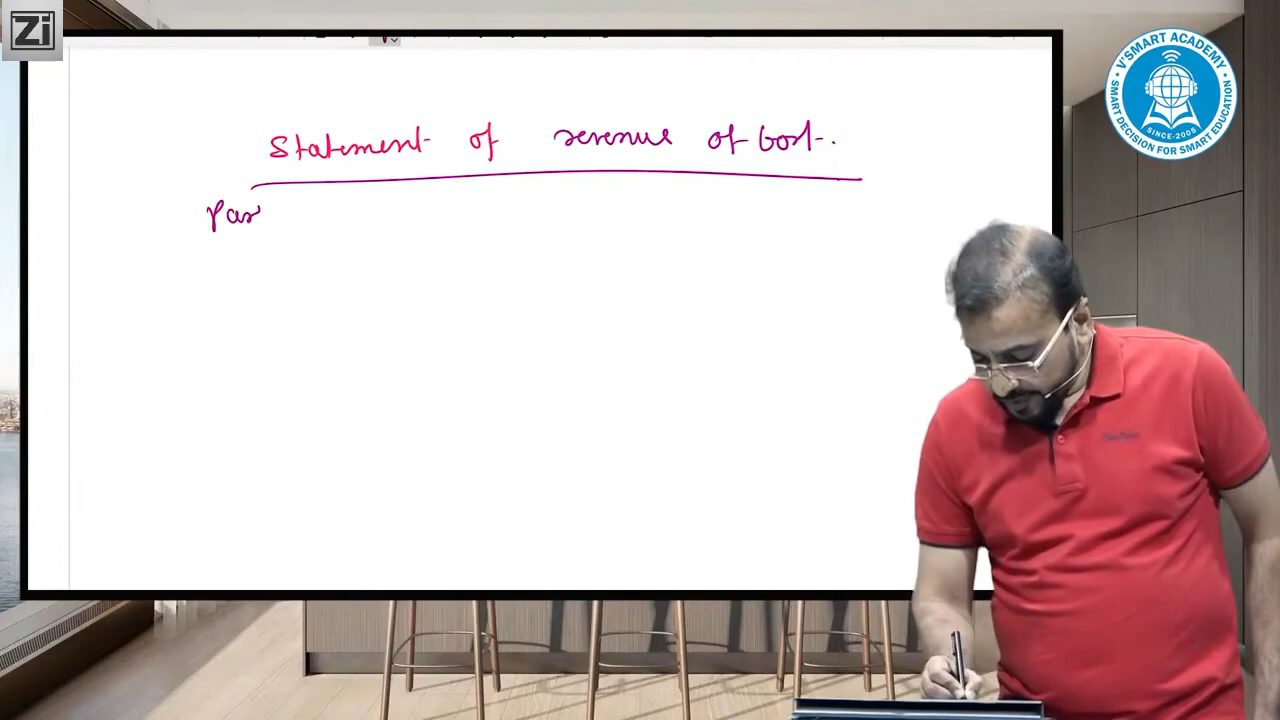 Zi
V'SMART ACADEMY
SMART DECISION FOR SMART EDUCATION
SINCE-2005
Statement of revenue of Govt.
Par